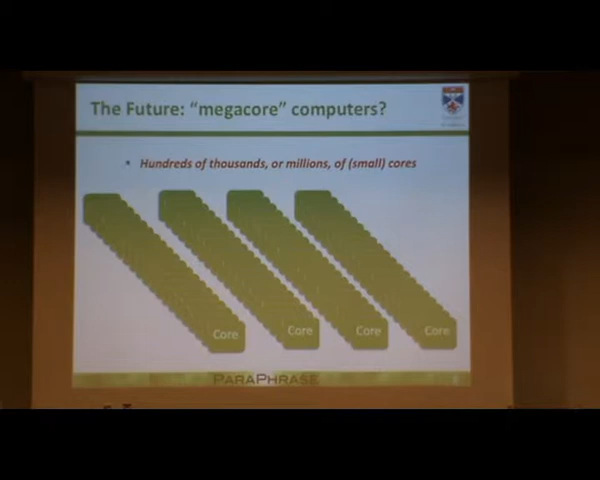 The Future: "megacore" computers?
• Hundreds of thousands, or millions, of (small) cores
Core Core Core Core
PARAPHRASE